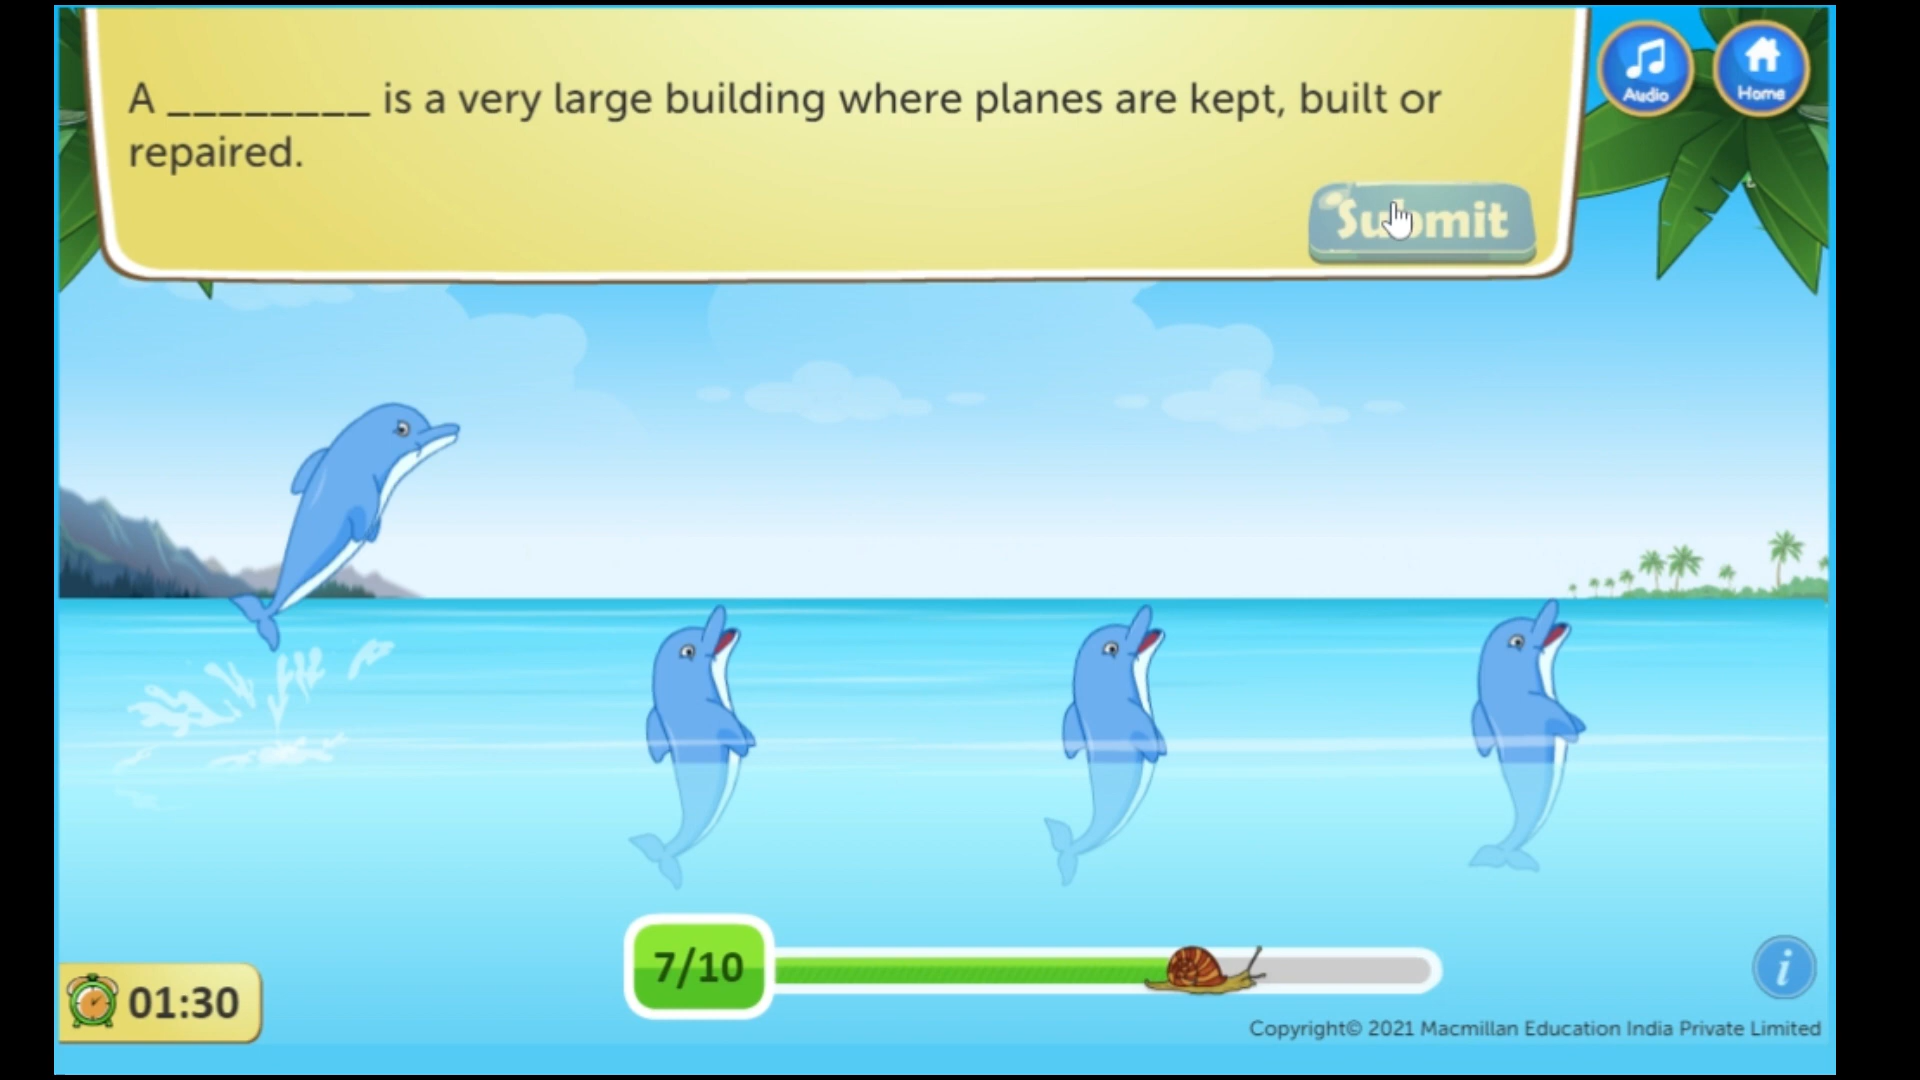 A ________ is a very large building where planes are kept, built or
repaired.
Submit
Audio
Home
7/10
01:30
i
Copyright© 2021 Macmillan Education India Private Limited